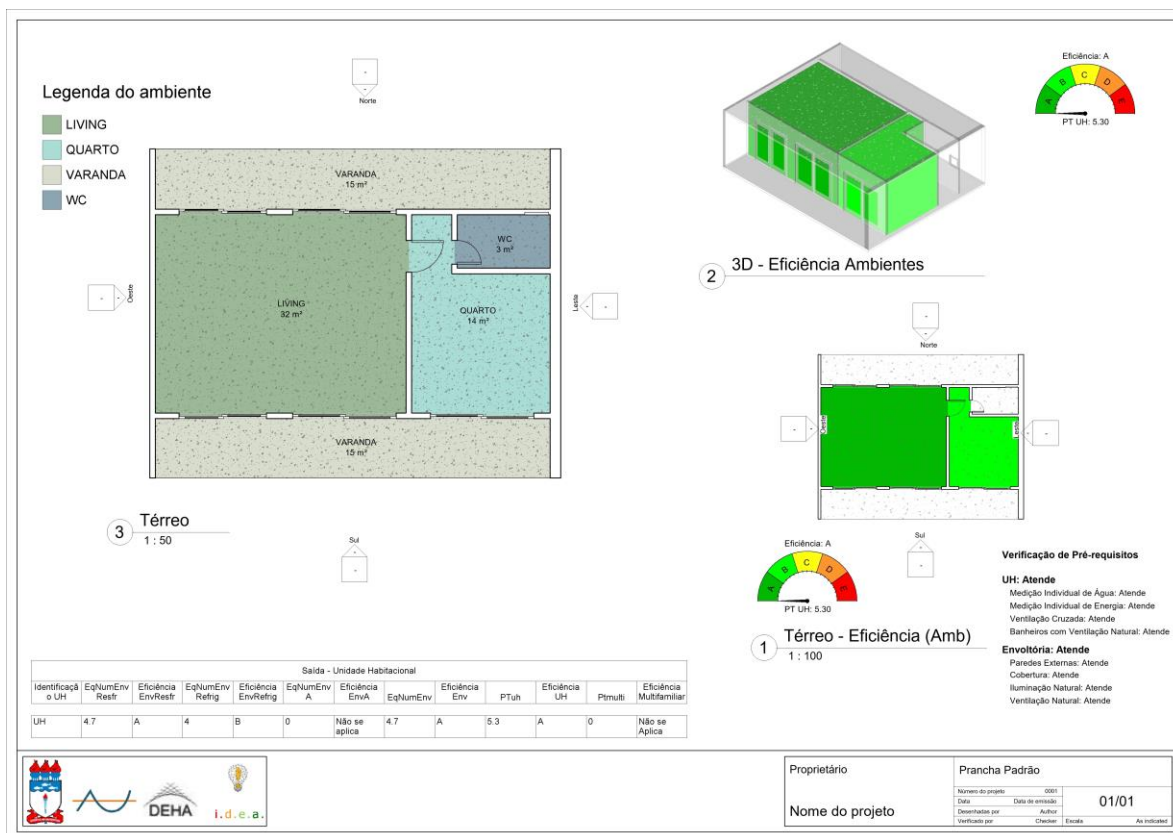 Legenda do ambiente
LIVING
QUARTO
VARANDA
WC
Norte
VARANDA
15 m²
WC
3 m²
LIVING
32 m²
QUARTO
14 m²
Oeste
Leste
VARANDA
15 m²
Sul
3 Térreo
1 : 50
Eficiência: A
A B C D E
PT UH: 5.30
2 3D - Eficiência Ambientes
Norte
Oeste
Leste
Sul
Eficiência: A
A B C D E
PT UH: 5.30
1 Térreo - Eficiência (Amb)
1 : 100
Verificação de Pré-requisitos
UH: Atende
Medição Individual de Água: Atende
Medição Individual de Energia: Atende
Ventilação Cruzada: Atende
Banheiros com Ventilação Natural: Atende
Envoltória: Atende
Paredes Externas: Atende
Cobertura: Atende
Iluminação Natural: Atende
Ventilação Natural: Atende
Saída - Unidade Habitacional
Identificaçã EqNumEnv Eficiência EqNumEnv Eficiência EqNumEnv Eficiência EqNumEnv Eficiência PTuh Eficiência Ptmulti Eficiência
o UH Resfr EnvResfr Refrig EnvRefrig A EnvA Env UH Multifamiliar
UH 4.7 A 4 B 0 Não se 4.7 A 5.3 A 0 Não se
aplica Aplica
DEHA
i.d.e.a.
Proprietário
Nome do projeto
Prancha Padrão
Número do projeto 0001
Data Data de emissão
Desenhadas por Author
Verificado por Checker
01/01
Escala As indicated